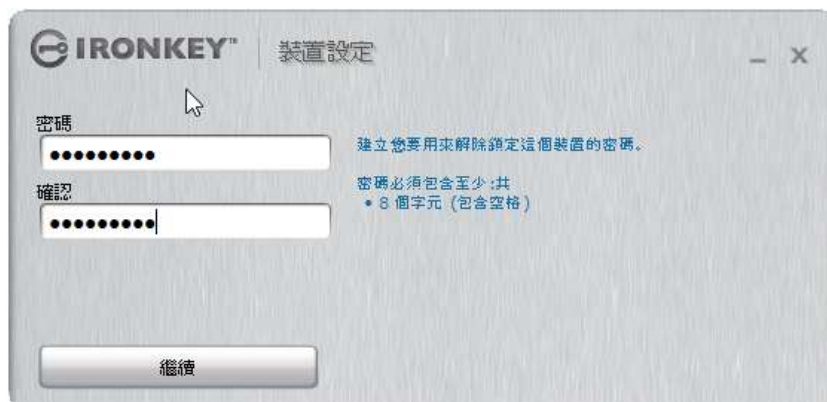 IRONKEY™ 裝置設定
密碼
●●●●●●●●●
建立您要用來解除鎖定這個裝置的密碼。
密碼必須包含至少:共
• 8 個字元 (包含空格)
確認
●●●●●●●●●
繼續